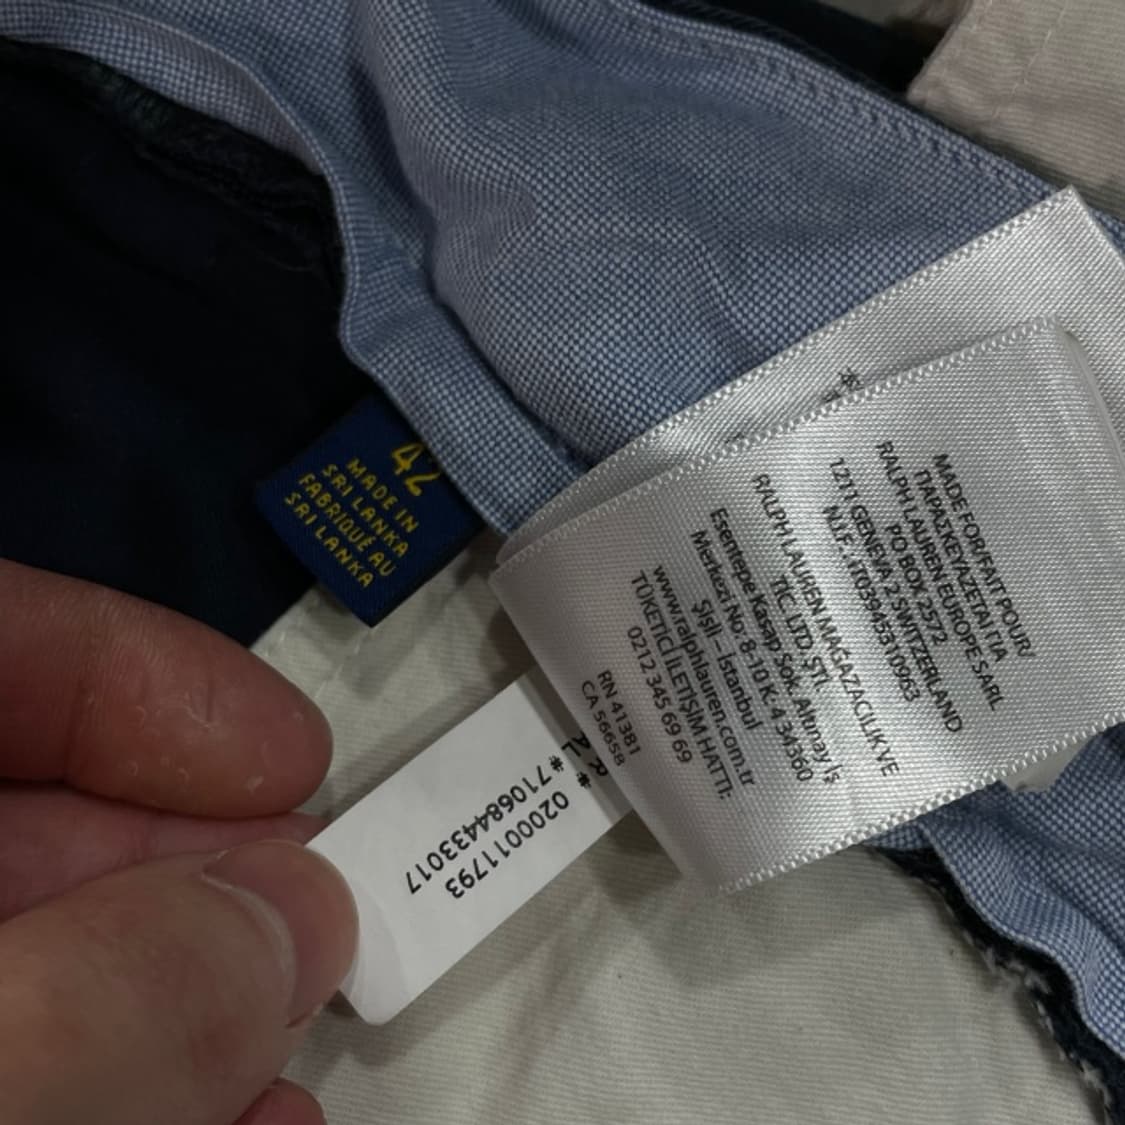 42
MADE IN
SRI LANKA
FABRIQUÉ AU
SRI LANKA
MADE FOR/FAIT POUR/
ΠΑΡΑΣΚΕΥΑΖΕΤΑΙ ΓΙΑ
RALPH LAUREN EUROPE SARL
PO BOX 2572
1211 GENEVA 2 SWITZERLAND
N.I.F.: IT03945310963
RALPH LAUREN MAĞAZACILIK VE
TİC. LTD. ŞTİ.
Esentepe Kasap Sok. Altınay İş
Merkezi No: 8-10 K. 4 34360
Şişli – İstanbul
www.ralphlauren.com.tr
TÜKETİCİ İLETİŞİM HATTI:
0212 345 69 69
RN 41381
CA 56658
#
0200011793
#710684433017